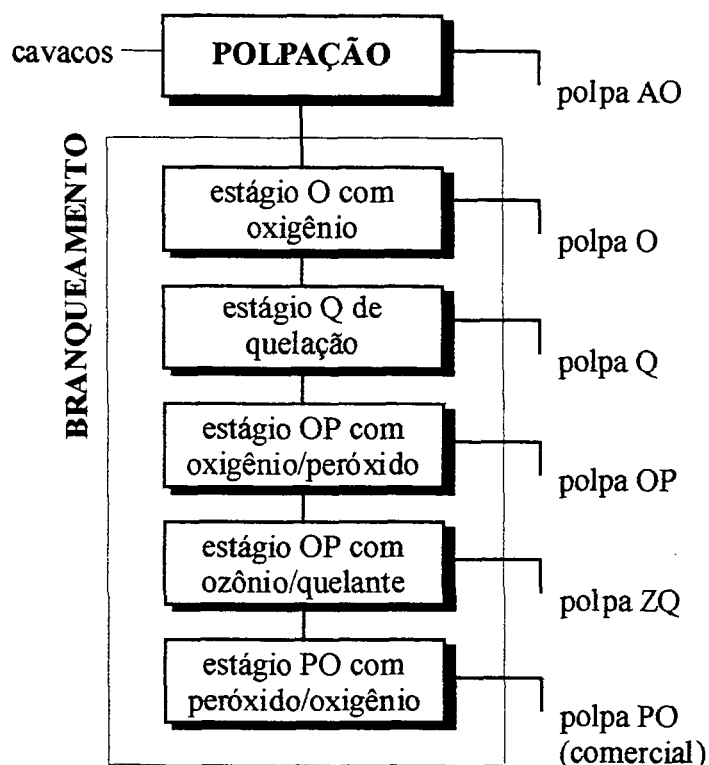 cavacos
POLPAÇÃO
polpa AO
BRANQUEAMENTO
estágio O com
oxigênio
polpa O
estágio Q de
quelação
polpa Q
estágio OP com
oxigênio/peróxido
polpa OP
estágio OP com
ozônio/quelante
polpa ZQ
estágio PO com
peróxido/oxigênio
polpa PO
(comercial)